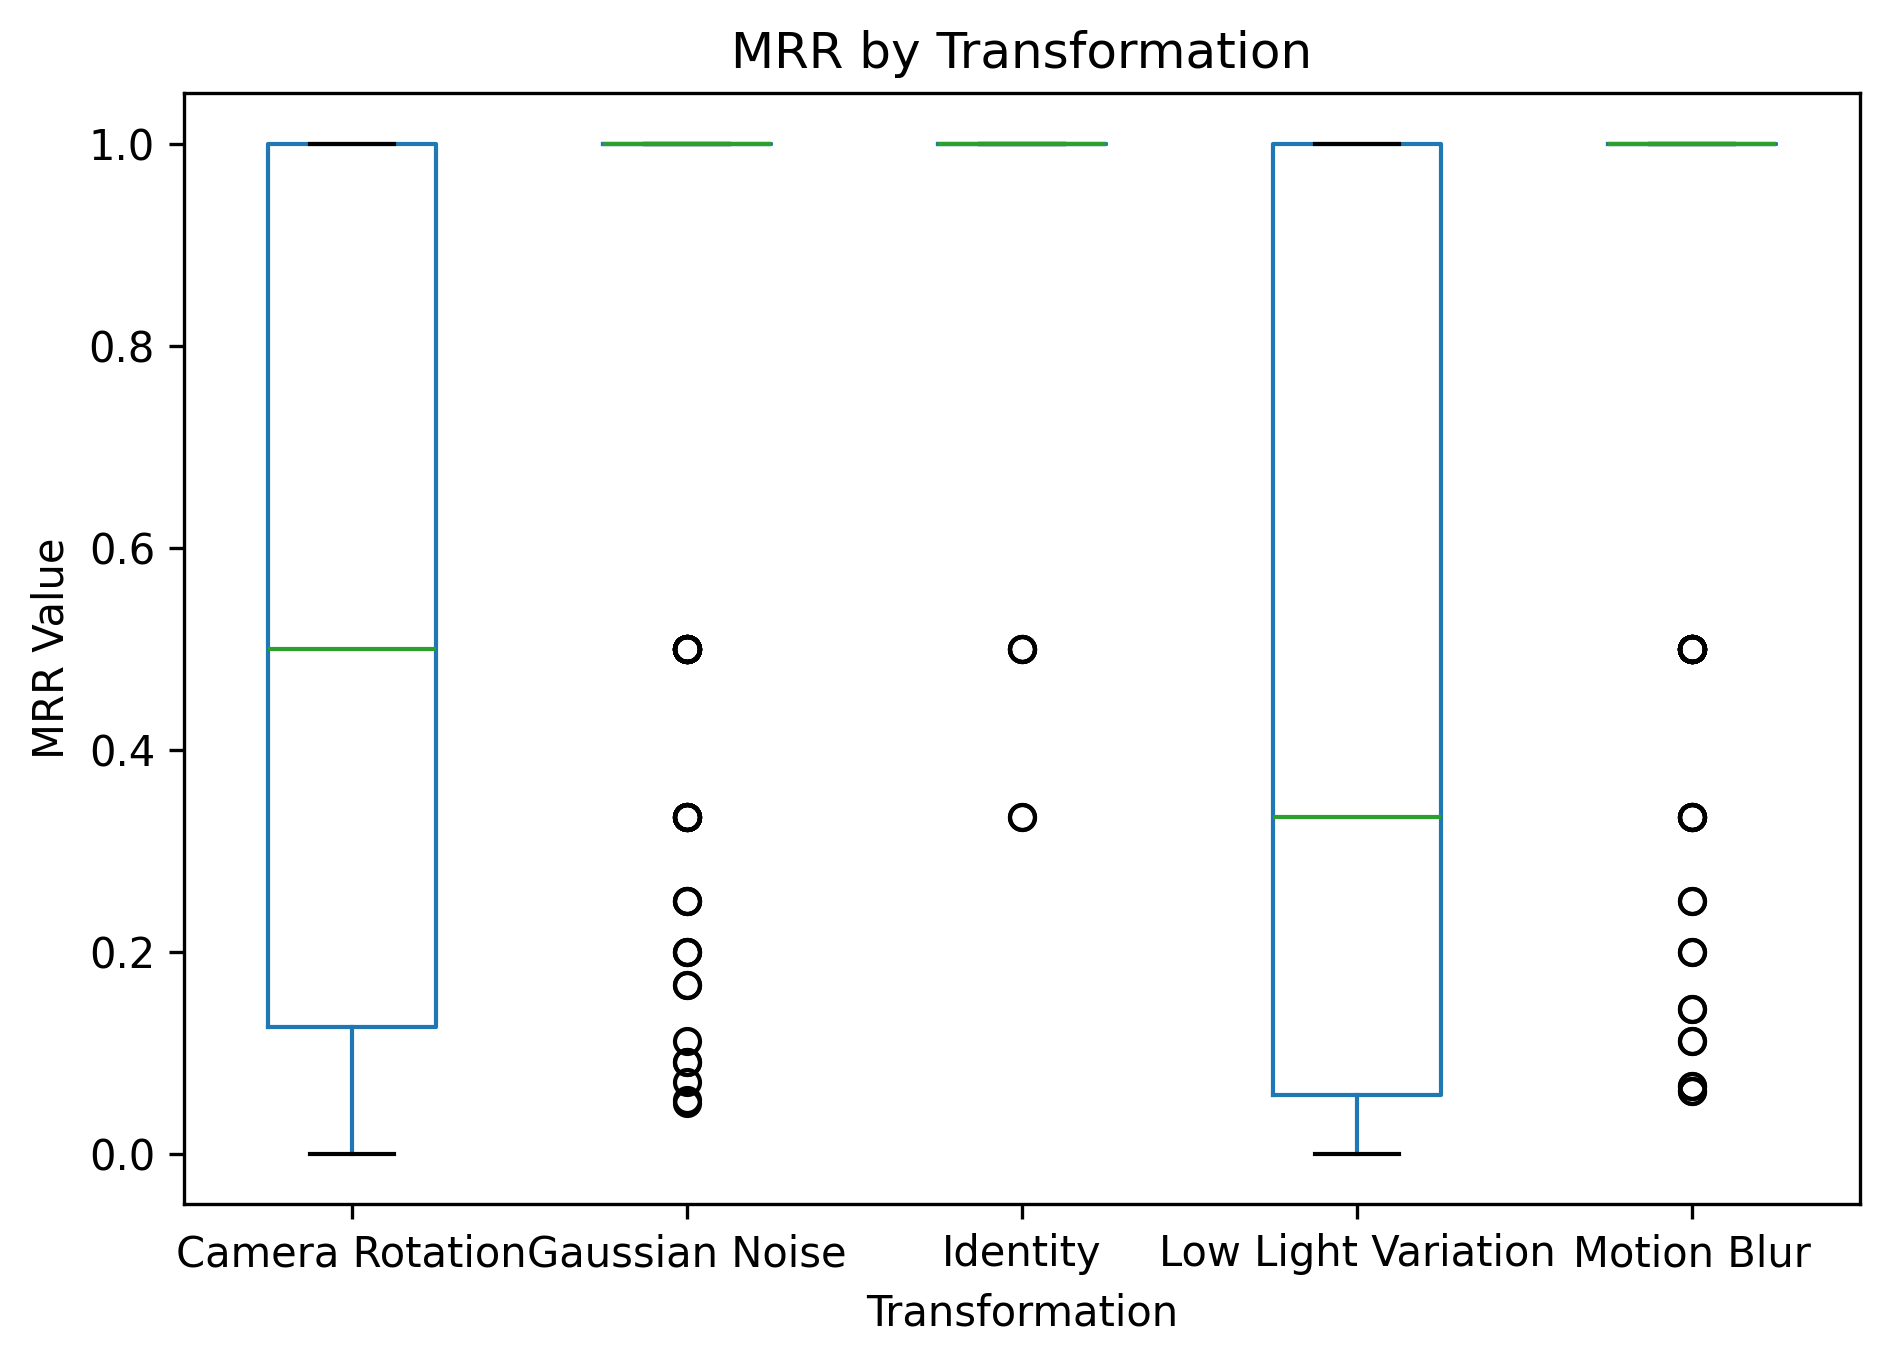 MRR by Transformation
1.0
0.8
0.6
0.4
0.2
0.0
MRR Value
Camera Rotation Gaussian Noise Identity Low Light Variation Motion Blur
Transformation